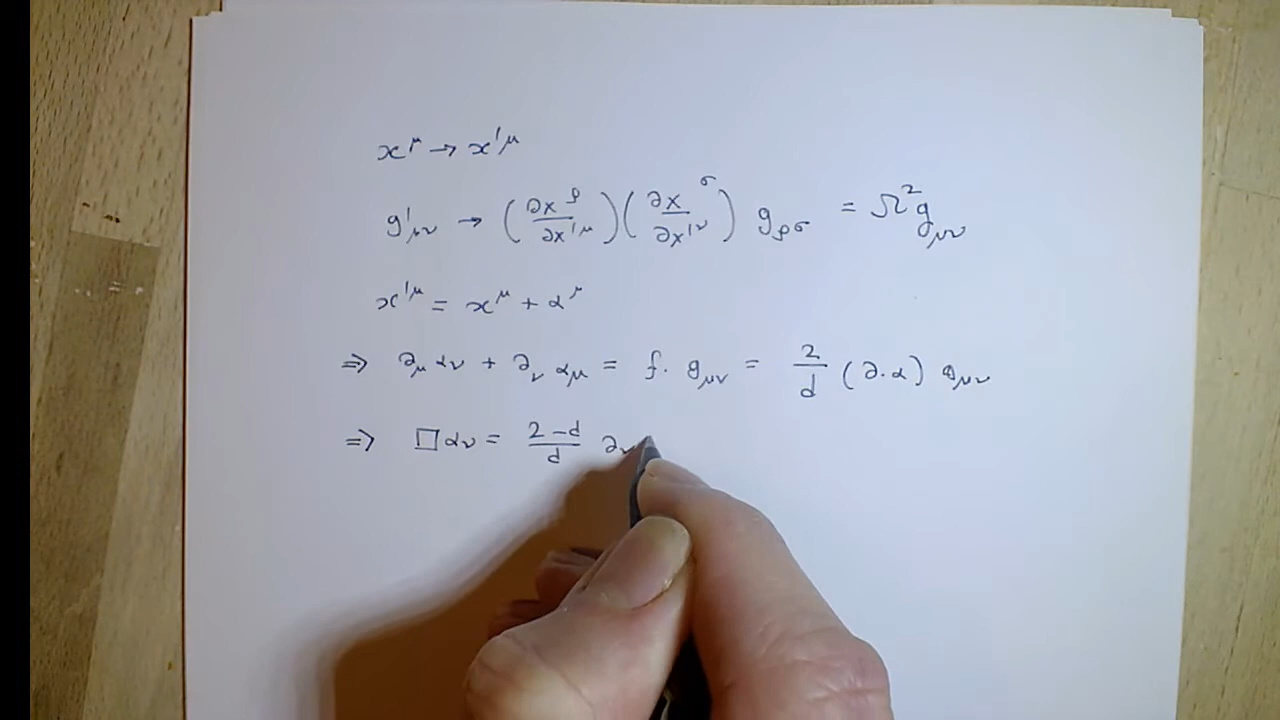 x^μ → x'^μ
g'_μν → (∂x^ρ/∂x'^μ)(∂x^σ/∂x'^ν) g_ρσ = Ω² g_μν
x'^μ = x^μ + α^μ
⇒ ∂_μ α_ν + ∂_ν α_μ = f · g_μν = 2/d (∂·α) g_μν
⇒ □α_ν = (2-d)/d ∂_ν